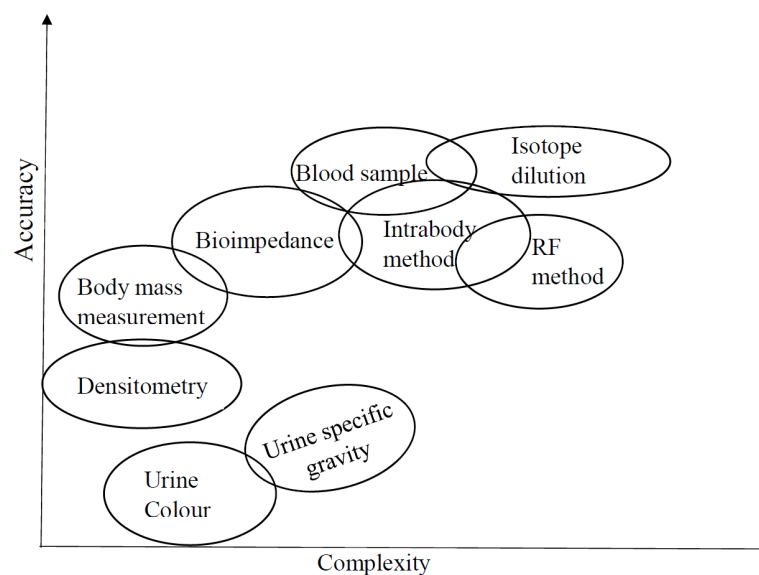 Accuracy
Blood sample
Isotope
dilution
Bioimpedance
Intrabody
method
RF
method
Body mass
measurement
Densitometry
Urine specific
gravity
Urine
Colour
Complexity